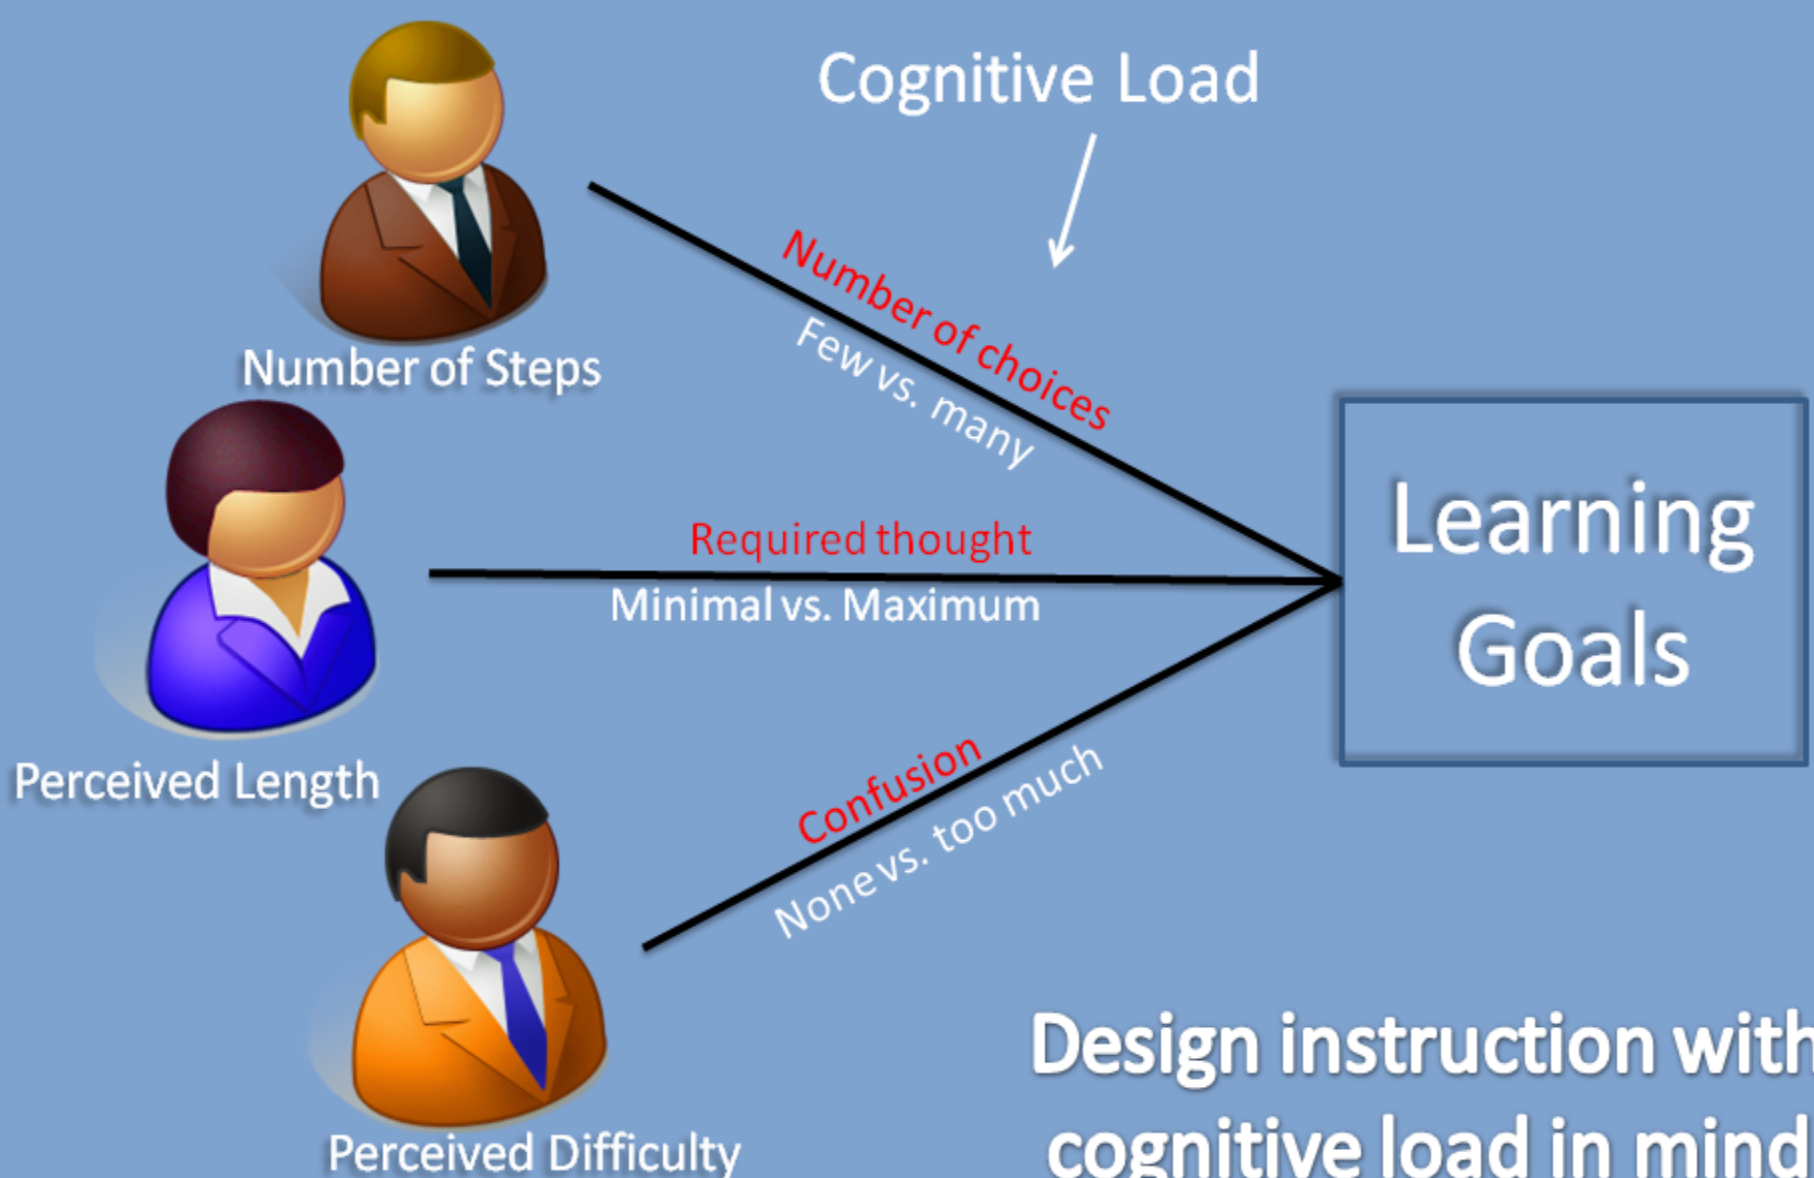 Cognitive Load
Number of choices
Few vs. many
Number of Steps
Required thought
Minimal vs. Maximum
Learning
Goals
Perceived Length
Confusion
None vs. too much
Perceived Difficulty
Design instruction with
cognitive load in mind